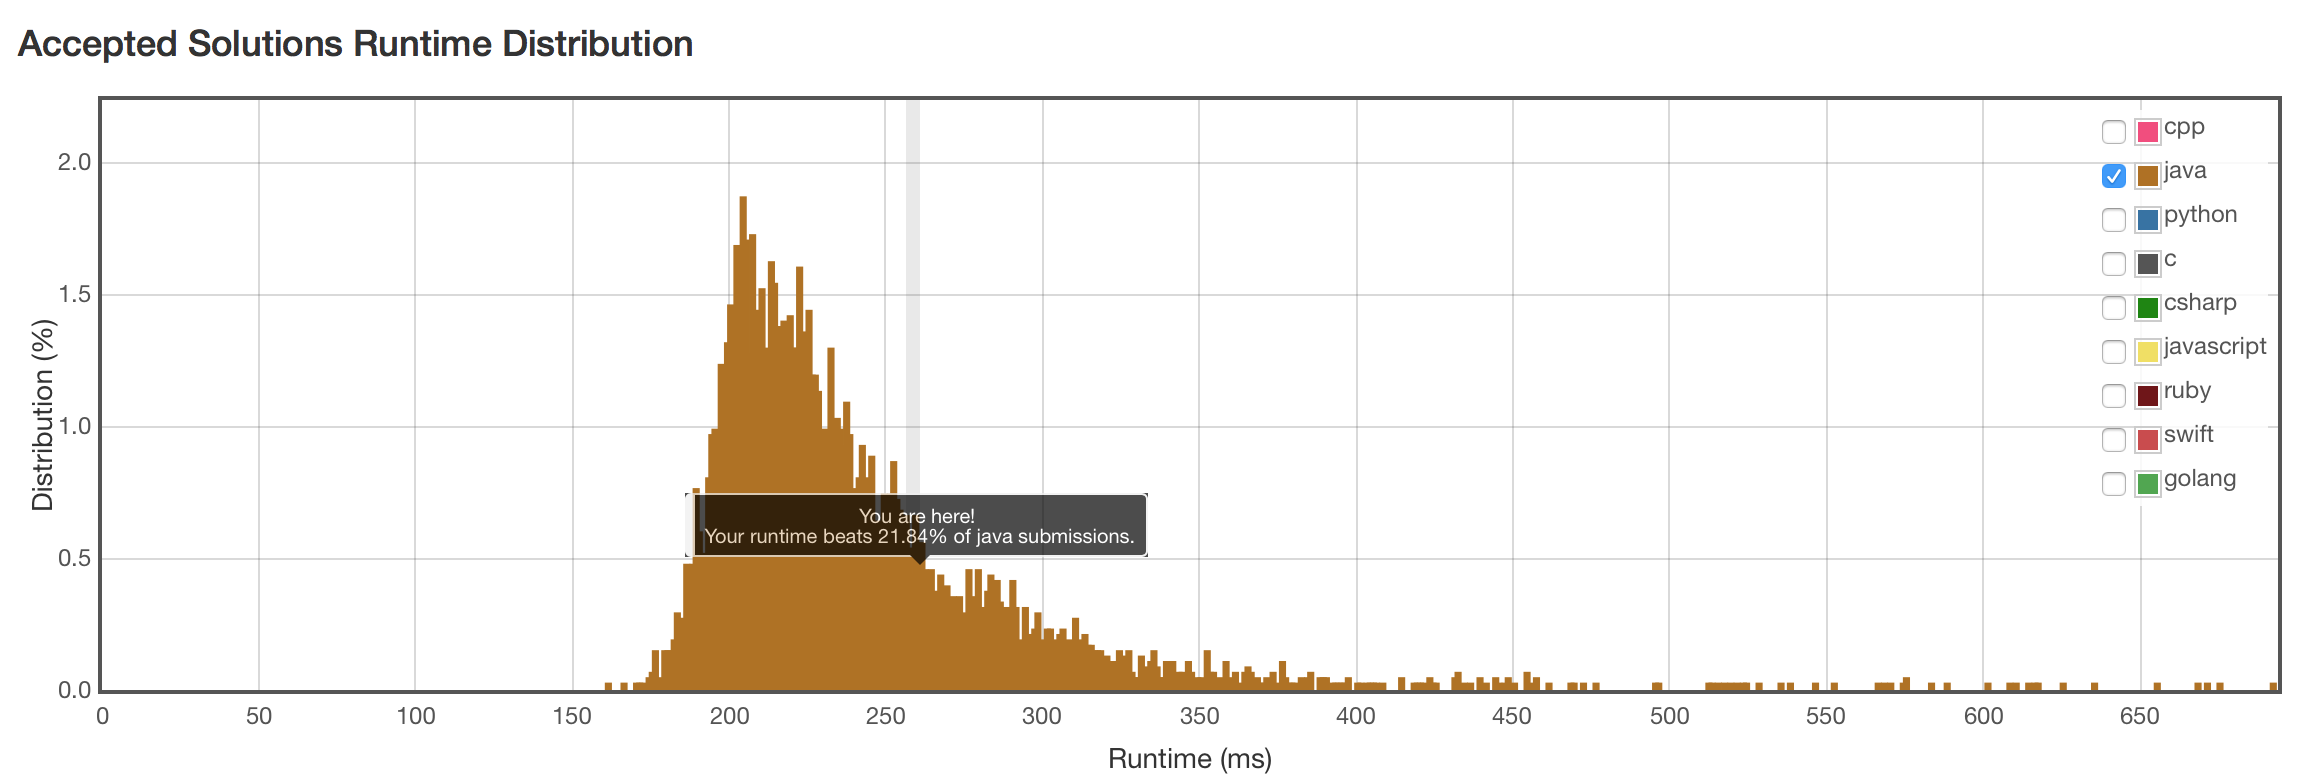 Accepted Solutions Runtime Distribution
2.0
1.5
1.0
0.5
0.0
Distribution (%)
cpp
java
python
c
csharp
javascript
ruby
swift
golang
You are here!
Your runtime beats 21.84% of java submissions.
0 50 100 150 200 250 300 350 400 450 500 550 600 650
Runtime (ms)